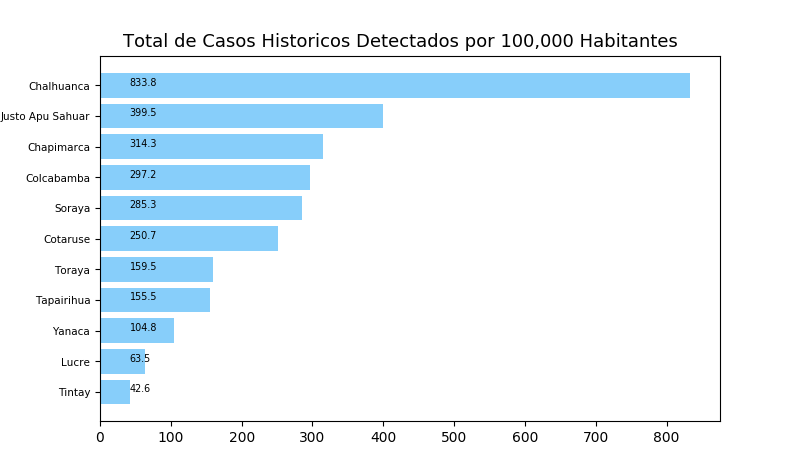 Total de Casos Historicos Detectados por 100,000 Habitantes
Chalhuanca 833.8
Justo Apu Sahuar 399.5
Chapimarca 314.3
Colcabamba 297.2
Soraya 285.3
Cotaruse 250.7
Toraya 159.5
Tapairihua 155.5
Yanaca 104.8
Lucre 63.5
Tintay 42.6
0 100 200 300 400 500 600 700 800